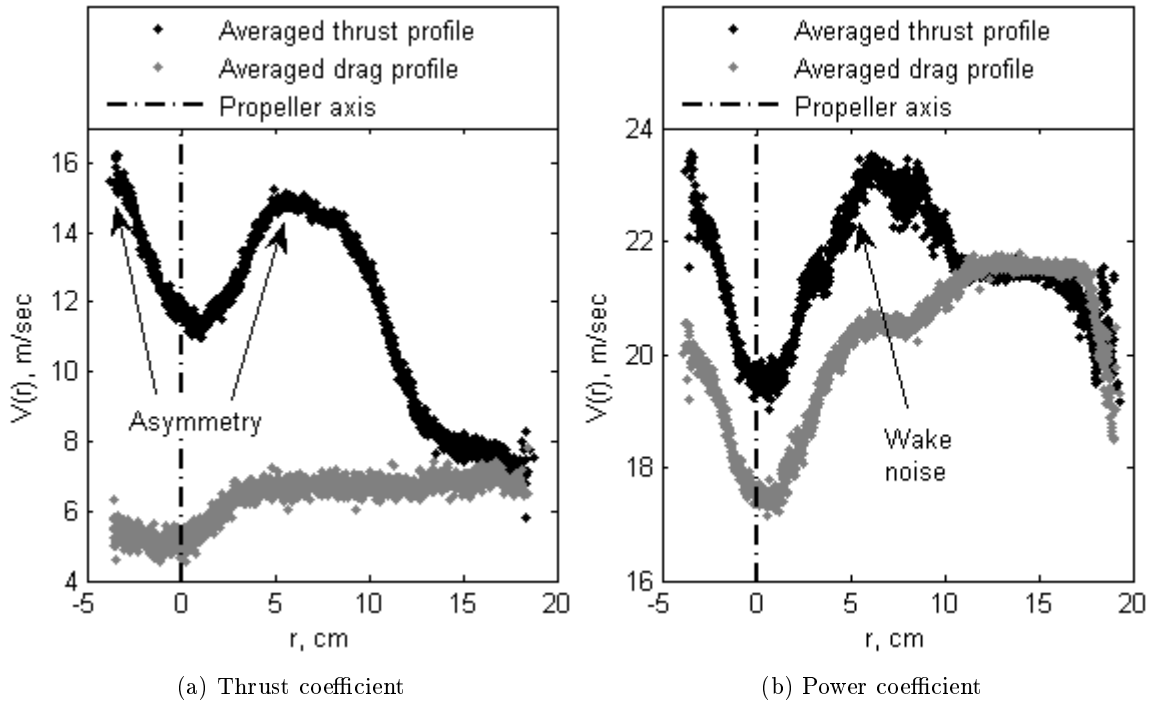 Averaged thrust profile
Averaged drag profile
Propeller axis
16
14
12
10
8
6
4
-5
0
5
10
15
20
V(r), m/sec
r, cm
Asymmetry
(a) Thrust coefficient
Averaged thrust profile
Averaged drag profile
Propeller axis
24
22
20
18
16
-5
0
5
10
15
20
V(r), m/sec
r, cm
Wake
noise
(b) Power coefficient